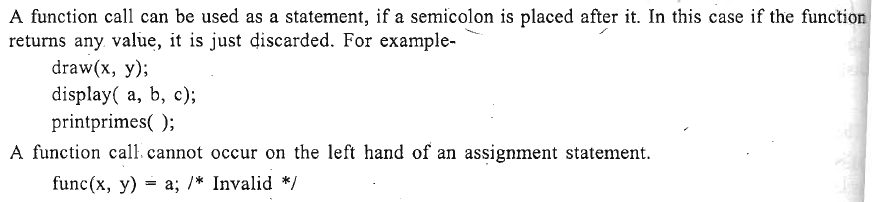 A function call can be used as a statement, if a semicolon is placed after it. In this case if the function
returns any value, it is just discarded. For example-
draw(x, y);
display( a, b, c);
printprimes( );
A function call cannot occur on the left hand of an assignment statement.
func(x, y) = a; /* Invalid */